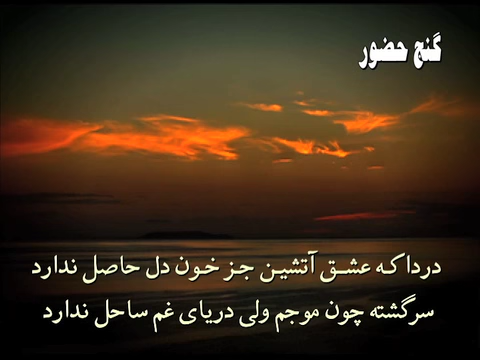 گنج حضور
دردا که عشق آتشین جز خون دل حاصل ندارد
سرگشته چون موجم ولی دریای غم ساحل ندارد